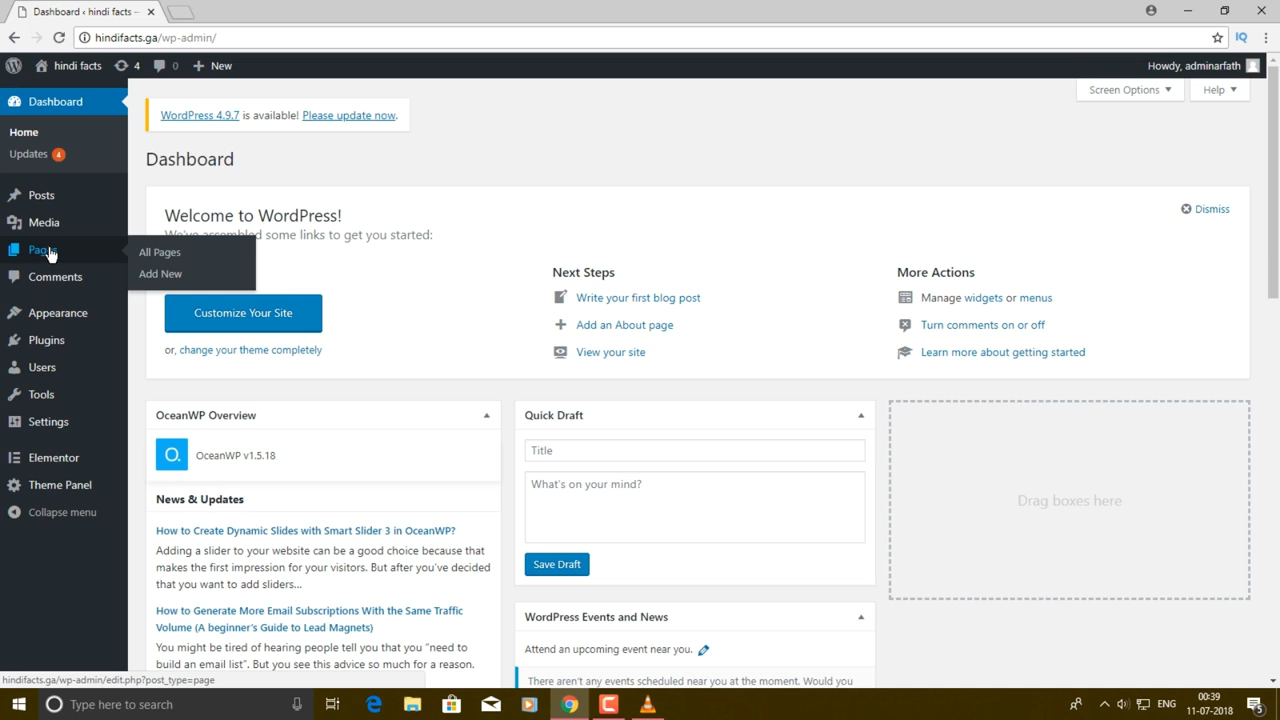 Dashboard ‹ hindi facts –
hindifacts.ga/wp-admin/
IQ
hindi facts
4
0
New
Howdy, adminarfath
Dashboard
Home
Updates 4
Posts
Media
Comments
Appearance
Plugins
Users
Tools
Settings
Elementor
Theme Panel
Collapse menu
All Pages
Add New
Screen Options
Help
WordPress 4.9.7 is available! Please update now.
Dashboard
Welcome to WordPress!
We've assembled some links to get you started:
Dismiss
Customize Your Site
or, change your theme completely
Next Steps
Write your first blog post
Add an About page
View your site
More Actions
Manage widgets or menus
Turn comments on or off
Learn more about getting started
OceanWP Overview
O.
OceanWP v1.5.18
News & Updates
How to Create Dynamic Slides with Smart Slider 3 in OceanWP?
Adding a slider to your website can be a good choice because that
makes the first impression for your visitors. But after you've decided
that you want to add sliders...
How to Generate More Email Subscriptions With the Same Traffic
Volume (A beginner's Guide to Lead Magnets)
You might be tired of hearing people tell you that you "need to
build an email list". But you see this advice so much for a reason.
Quick Draft
Title
What's on your mind?
Save Draft
WordPress Events and News
Attend an upcoming event near you.
There aren't any events scheduled near you at the moment. Would you
Drag boxes here
hindifacts.ga/wp-admin/edit.php?post_type=page
Type here to search
ENG
00:39
11-07-2018
5